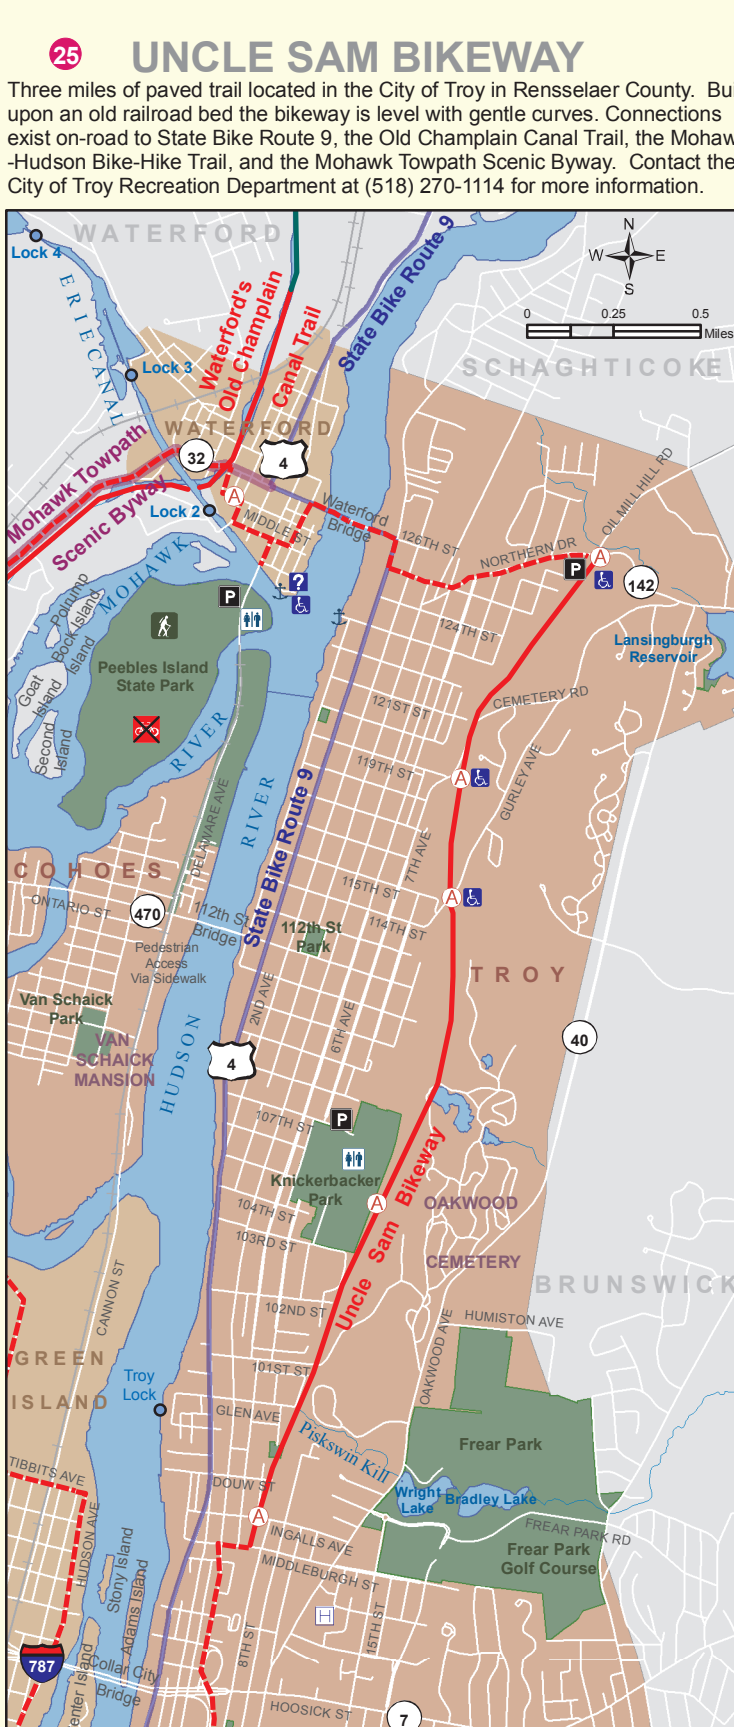 25
UNCLE SAM BIKEWAY
Three miles of paved trail located in the City of Troy in Rensselaer County. Bui
upon an old railroad bed the bikeway is level with gentle curves. Connections
exist on-road to State Bike Route 9, the Old Champlain Canal Trail, the Mohaw
-Hudson Bike-Hike Trail, and the Mohawk Towpath Scenic Byway. Contact the
City of Troy Recreation Department at (518) 270-1114 for more information.
WATERFORD
Lock 4
ERIE CANAL
Waterford's
Old Champlain
Canal Trail
State Bike Route 9
N
W E
S
0 0.25 0.5
Miles
SCHAGHTICOKE
Lock 3
WATERFORD
32
4
Mohawk Towpath
Scenic Byway
A
Lock 2
MIDDLE ST
Waterford
Bridge
126TH ST
NORTHERN DR
OIL MILL HILL RD
A
P
142
MOHAWK
?
P
Polrump
Bock Island
Island
Goat
Island
Second
Island
Peebles Island
State Park
RIVER
124TH ST
Lansingburgh
Reservoir
CEMETERY RD
121ST ST
119TH ST
A
GURLEY AVE
RIVER
DELAWARE AVE
State Bike Route 9
7TH AVE
COHOES
ONTARIO ST
470
115TH ST
A
114TH ST
112th St
Bridge
112th St
Park
Pedestrian
Access
Via Sidewalk
TROY
Van Schaick
Park
VAN
SCHAICK
MANSION
2ND AVE
6TH AVE
HUDSON
40
4
107TH ST
P
Knickerbacker
Park
A
Uncle Sam Bikeway
OAKWOOD
CEMETERY
104TH ST
103RD ST
CANNON ST
BRUNSWICK
102ND ST
HUMISTON AVE
GREEN
ISLAND
OAKWOOD AVE
101ST ST
Troy
Lock
GLEN AVE
Piskswin Kill
Frear Park
TIBBITS AVE
DOUW ST
Wright
Lake
Bradley Lake
HUDSON AVE
A
INGALLS AVE
FREAR PARK RD
Frear Park
Golf Course
MIDDLEBURGH ST
Stony Island
Adams Island
H
15TH ST
8TH ST
787
Collar City
Bridge
enter Island
HOOSICK ST
7